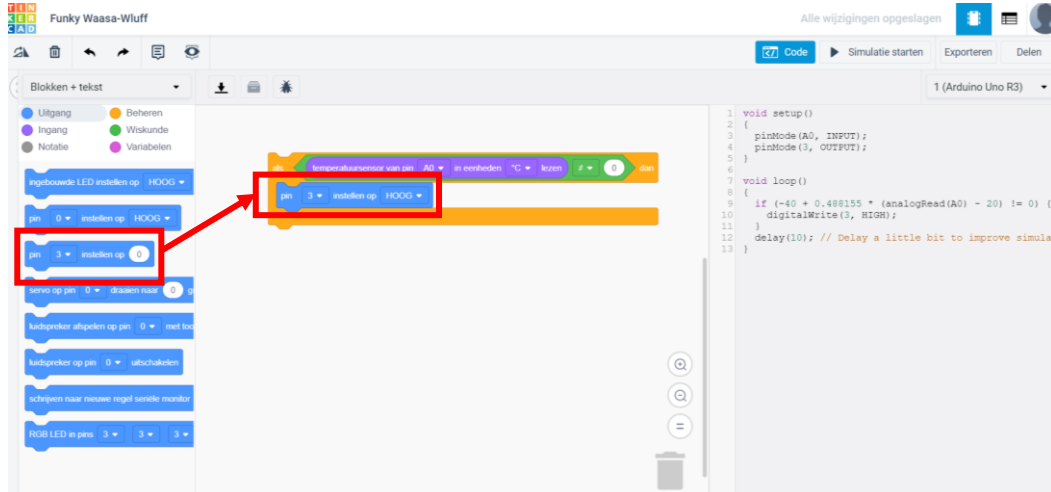 TIN
KER
CAD
Funky Waasa-Wluff
Alle wijzigingen opgeslagen
Code
Simulatie starten
Exporteren
Delen
Blokken + tekst
1 (Arduino Uno R3)
Uitgang
Beheren
Ingang
Wiskunde
Notatie
Variabelen
ingebouwde LED instellen op HOOG
pin 0 instellen op HOOG
pin 3 instellen op 0
servo op pin 0 draaien naar 0
luidspreker afspelen op pin 0 met
luidspreker op pin 0 uitschakelen
schrijven naar nieuwe regel seriële monitor
RGB LED in pins 3 3 3
als temperatuursensor van pin A0 in eenheden °C lezen ≠ 0 dan
pin 3 instellen op HOOG
1 void setup()
2 {
3 pinMode(A0, INPUT);
4 pinMode(3, OUTPUT);
5 }
6
7 void loop()
8 {
9 if (-40 + 0.488155 * (analogRead(A0) - 20) != 0) {
10 digitalWrite(3, HIGH);
11 }
12 delay(10); // Delay a little bit to improve simula
13 }